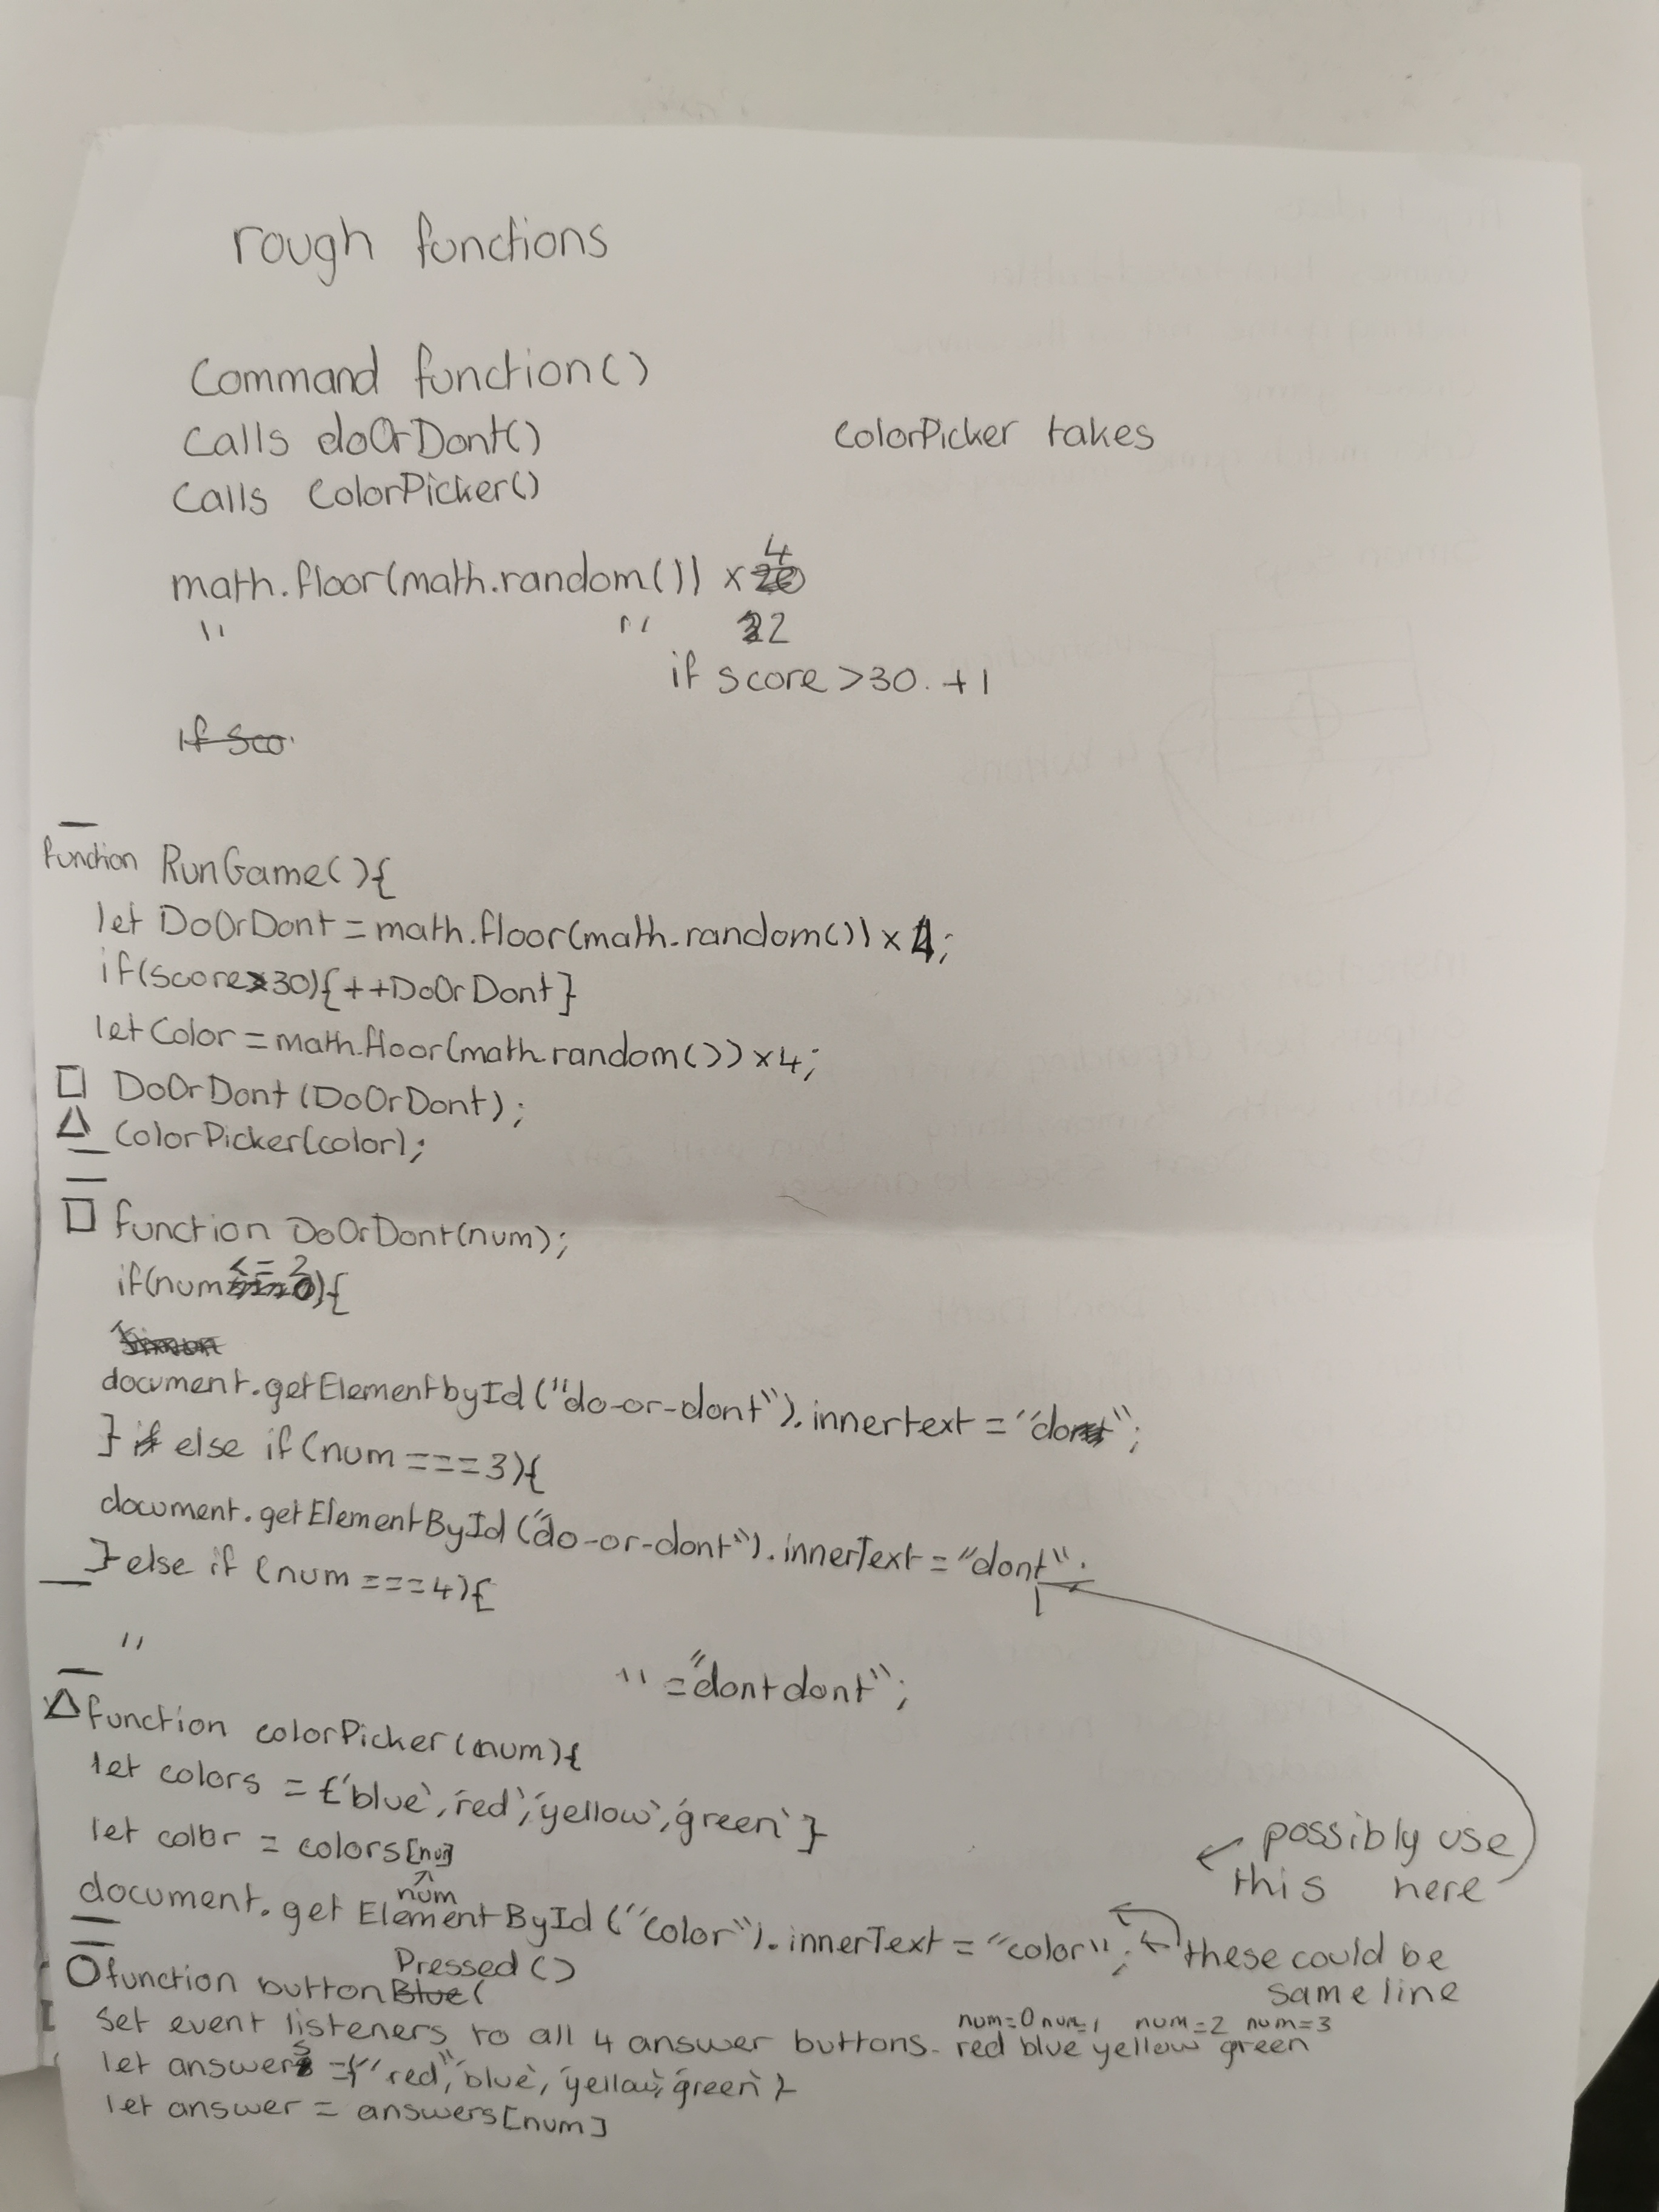 rough functions
Command function()
Calls doOrDont()
ColorPicker takes
Calls ColorPicker()
math.floor(math.random()) x 4
" " 22
if score >30. +1
If Sco
function RunGame(){
let DoOrDont = math.floor(math.random()) x 4;
if(score>30){++DoOrDont}
let Color = math.floor(math.random()) x 4;
DoOrDont (DoOrDont);
ColorPicker(color);
function DoOrDont(num);
if(num <= 2){
document.getElementbyId ("do-or-dont").innertext = "do";
} if else if (num === 3){
document.getElementById ("do-or-dont").innerText = "dont";
} else if (num === 4){
" " = "dont dont";
function colorPicker (num){
let colors = {'blue', 'red', 'yellow', 'green'}
let color = colors[num]
num
possibly use
this here
document.getElementById ("color").innerText = "color";
these could be
same line
Pressed ()
function button Blue(
set event listeners to all 4 answer buttons. red blue yellow green
num=0 num=1 num=2 num=3
let answers = {"red", 'blue', 'yellow', 'green'}
let answer = answers[num]